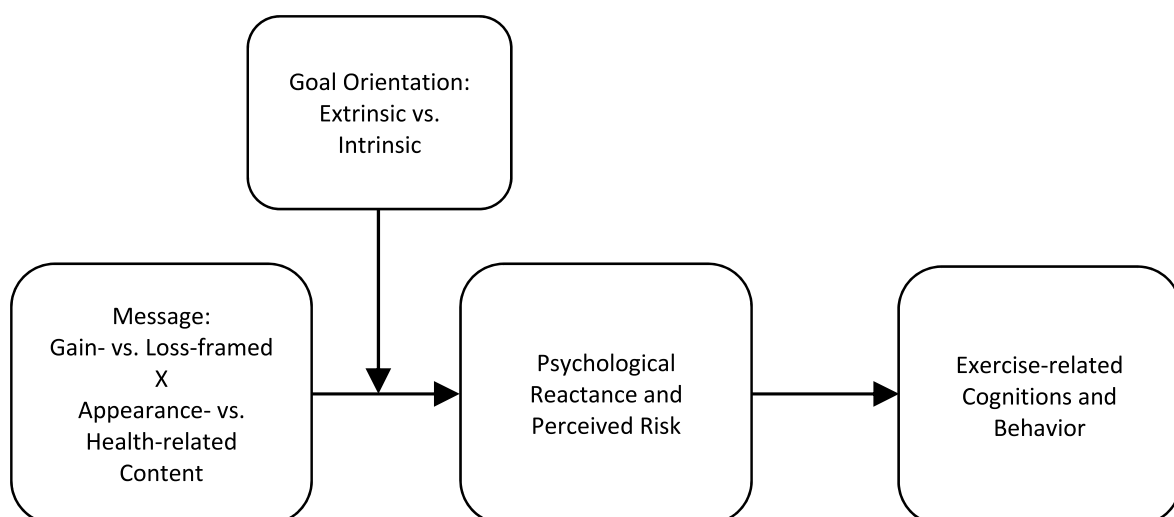 Goal Orientation:
Extrinsic vs.
Intrinsic
Message:
Gain- vs. Loss-framed
X
Appearance- vs.
Health-related
Content
Psychological
Reactance and
Perceived Risk
Exercise-related
Cognitions and
Behavior